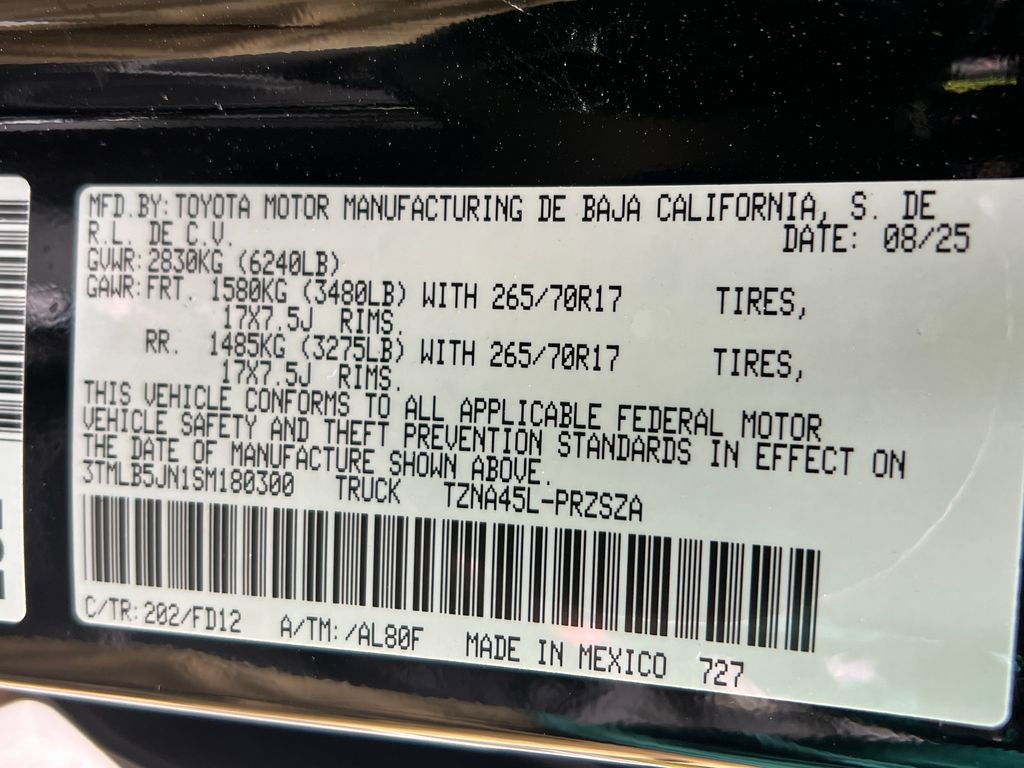 MFD.BY: TOYOTA MOTOR MANUFACTURING DE BAJA CALIFORNIA, S. DE
R.L. DE C.V. DATE: 08/25
GVWR: 2830KG (6240LB)
GAWR: FRT. 1580KG (3480LB) WITH 265/70R17 TIRES,
17X7.5J RIMS.
RR. 1485KG (3275LB) WITH 265/70R17 TIRES,
17X7.5J RIMS.
THIS VEHICLE CONFORMS TO ALL APPLICABLE FEDERAL MOTOR
VEHICLE SAFETY AND THEFT PREVENTION STANDARDS IN EFFECT ON
THE DATE OF MANUFACTURE SHOWN ABOVE.
3TMLB5JN1SM180300 TRUCK TZNA45L-PRZSZA
C/TR: 202/FD12 A/TM: /AL80F MADE IN MEXICO 727